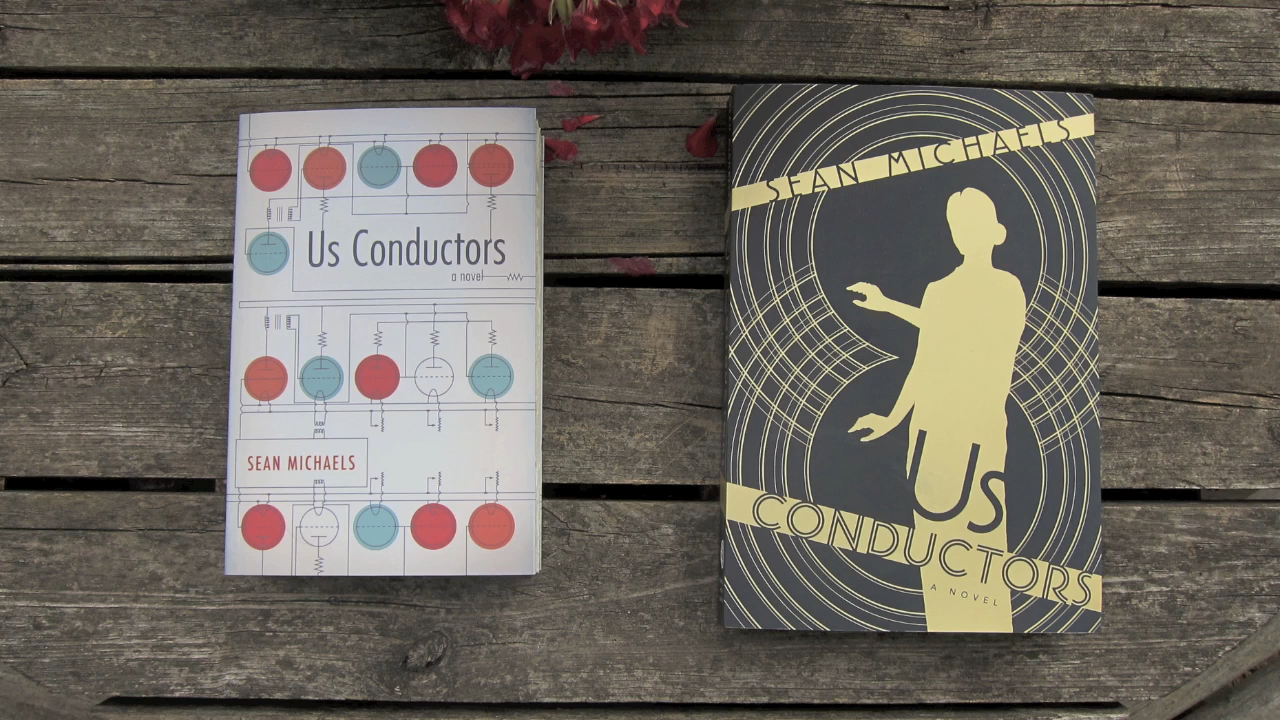 Us Conductors
a novel
SEAN MICHAELS
SEAN MICHAELS
US
CONDUCTORS
A NOVEL